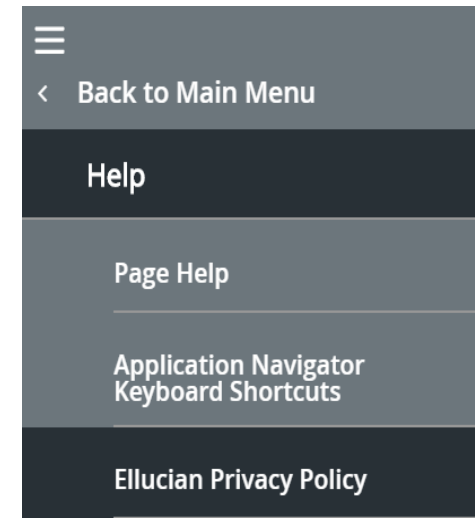 Back to Main Menu
Help
Page Help
Application Navigator
Keyboard Shortcuts
Ellucian Privacy Policy